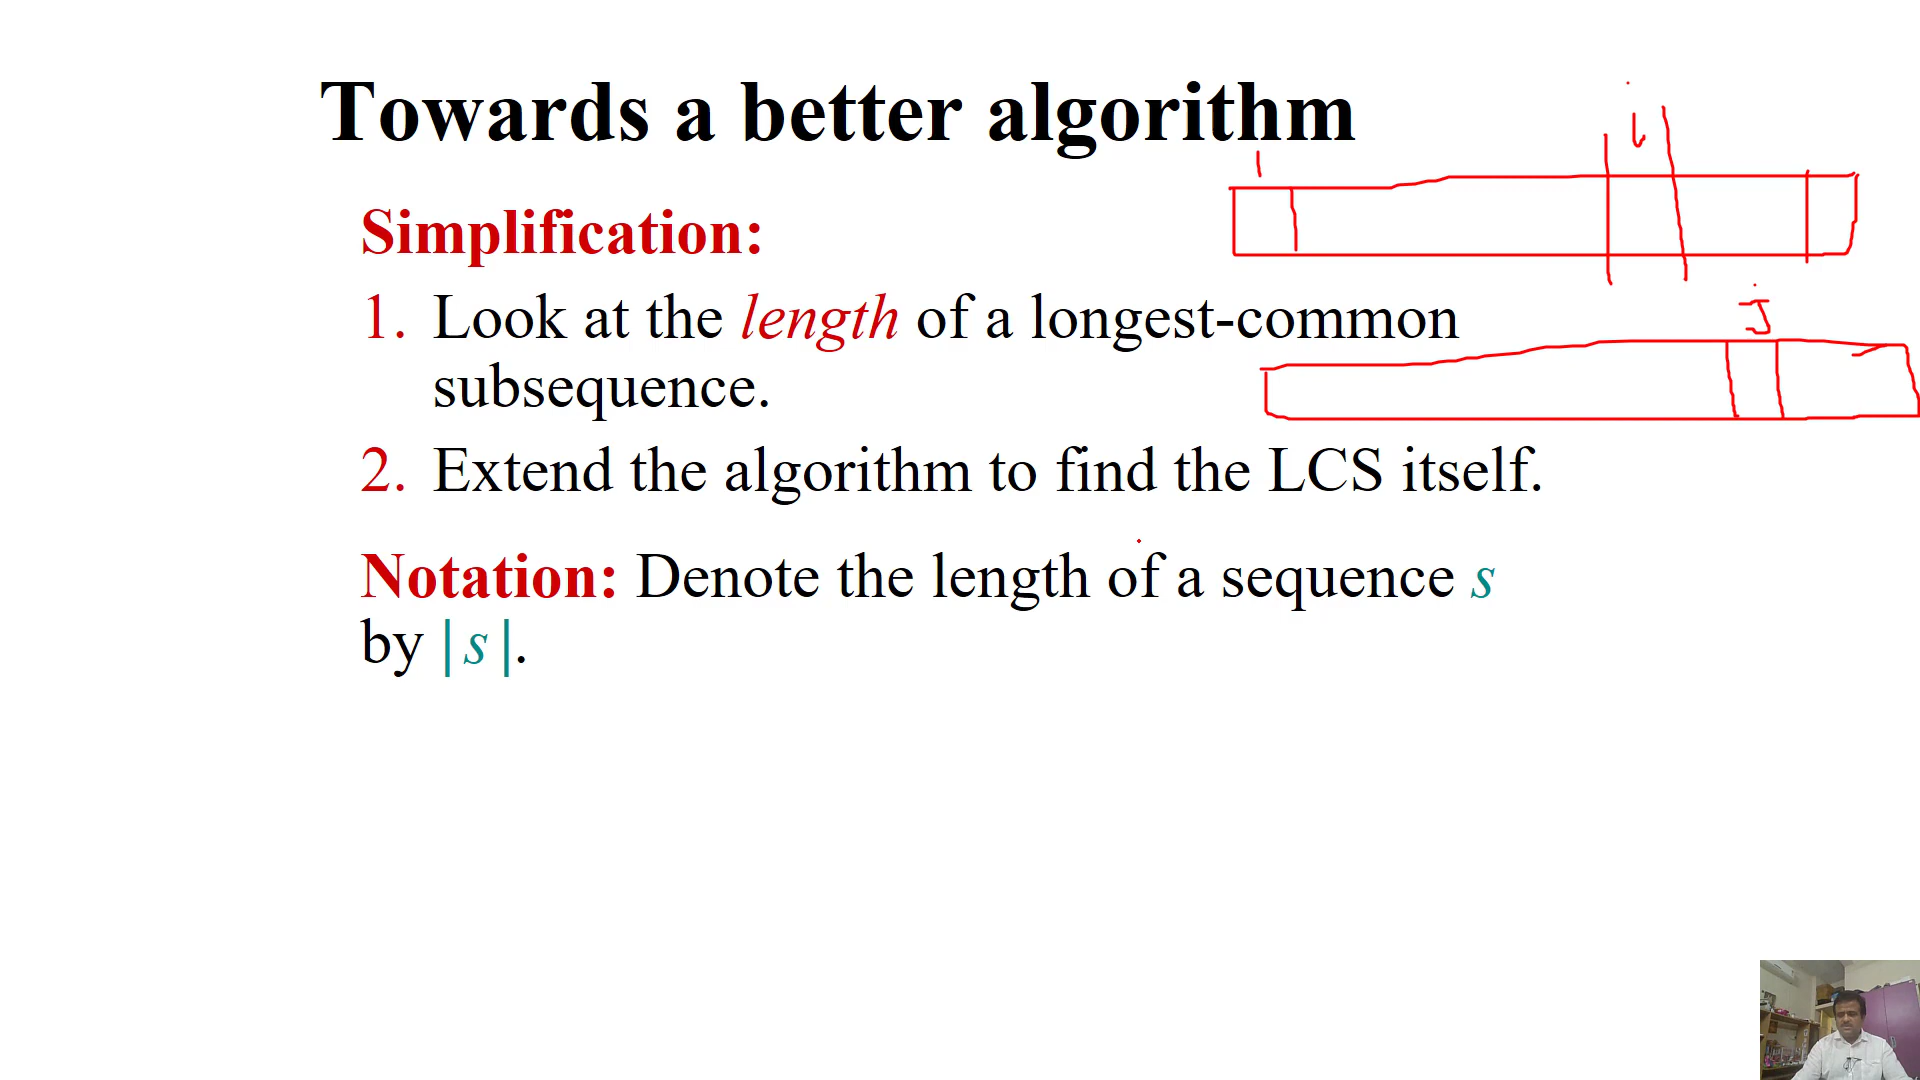 Towards a better algorithm
Simplification:
1. Look at the length of a longest-common
subsequence.
2. Extend the algorithm to find the LCS itself.
Notation: Denote the length of a sequence s
by |s|.
1
i
J